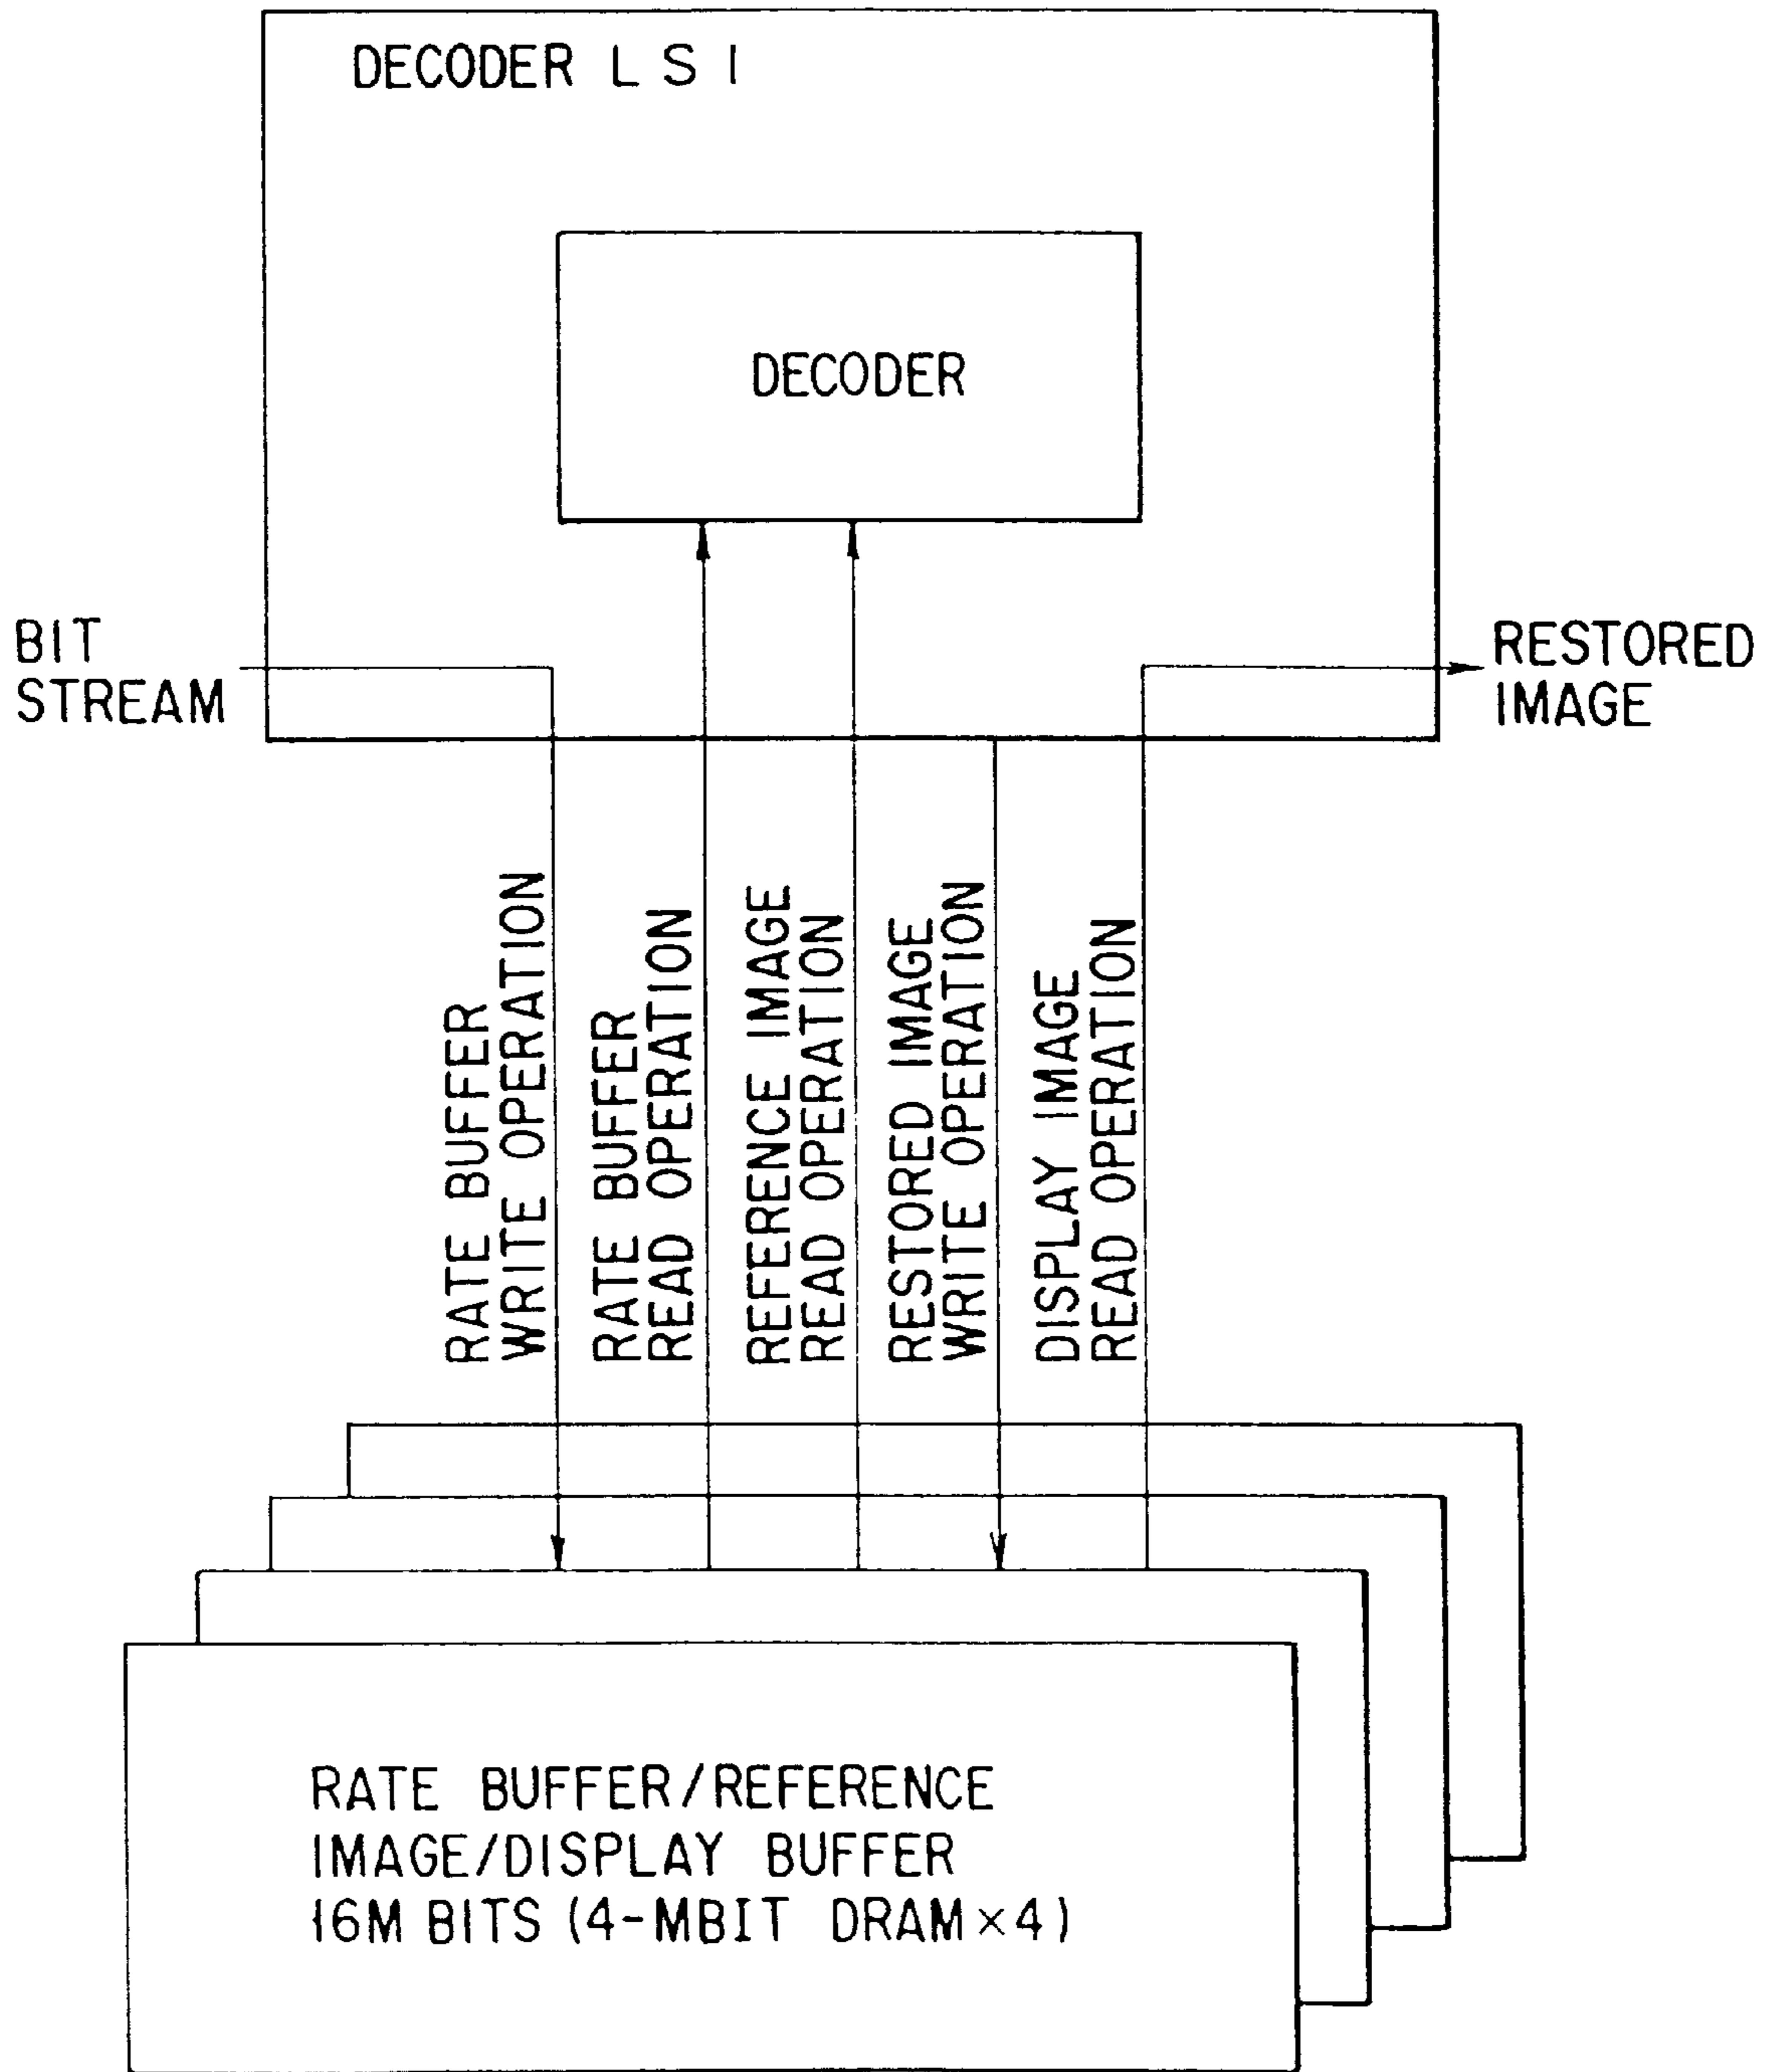 DECODER L S I
DECODER
BIT
STREAM
RESTORED
IMAGE
RATE BUFFER
WRITE OPERATION
RATE BUFFER
READ OPERATION
REFERENCE IMAGE
READ OPERATION
RESTORED IMAGE
WRITE OPERATION
DISPLAY IMAGE
READ OPERATION
RATE BUFFER/REFERENCE
IMAGE/DISPLAY BUFFER
16M BITS (4-MBIT DRAM×4)